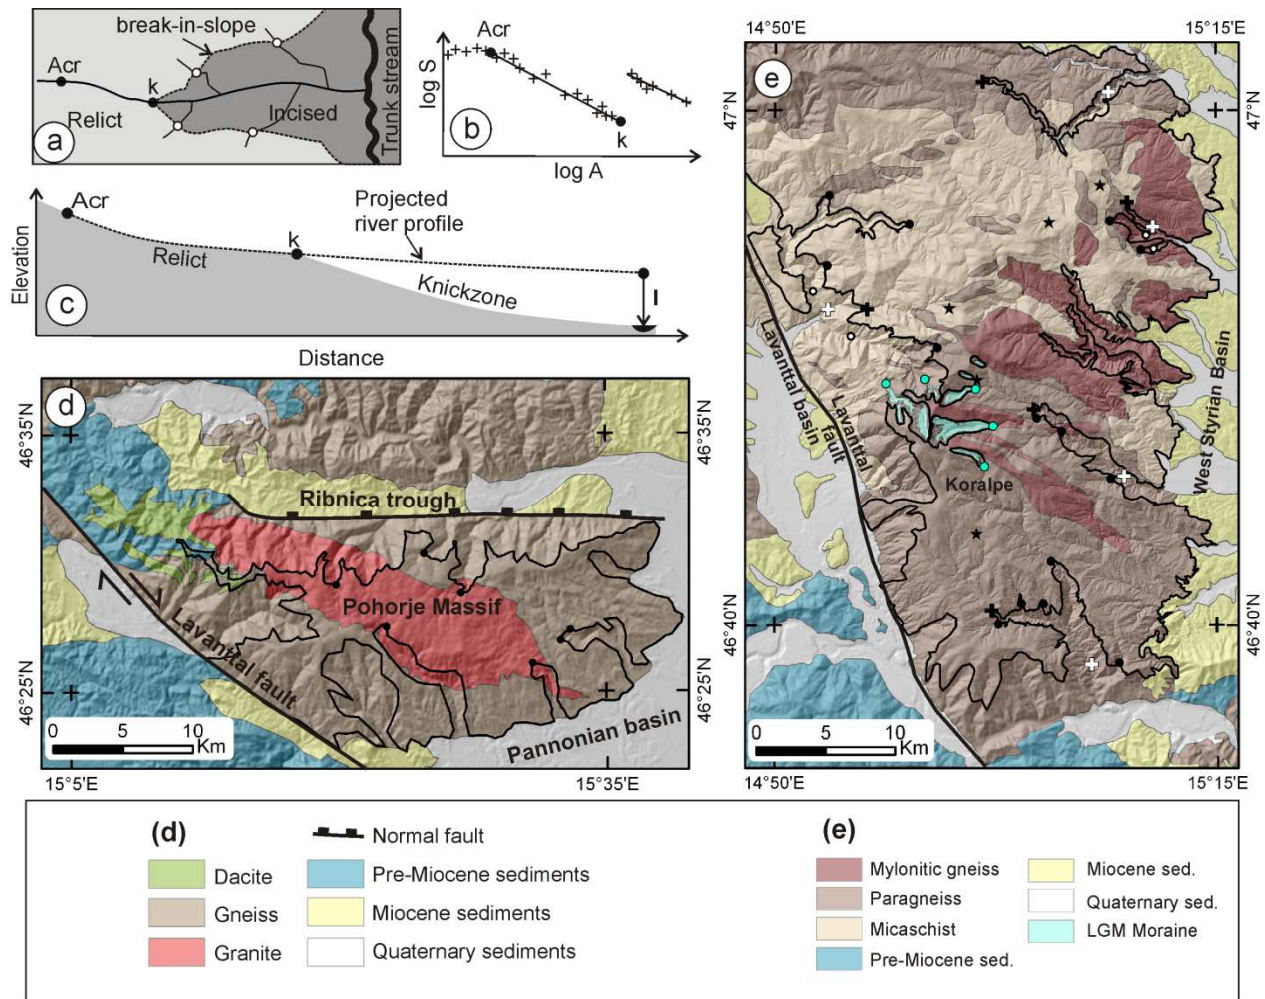 break-in-slope
Acr
k
Relict
Incised
Trunk stream
a
log S
Acr
k
b
log A
Elevation
Acr
Relict
k
Projected
river profile
Knickzone
I
c
Distance
d
46°35'N
46°35'N
Ribnica trough
Pohorje Massif
Lavanttal fault
46°25'N
46°25'N
Pannonian basin
0 5 10
Km
15°5'E
15°35'E
14°50'E
15°15'E
e
47°N
47°N
Lavanttal basin
Lavanttal
fault
Koralpe
West Styrian Basin
46°40'N
46°40'N
0 5 10
Km
14°50'E
15°15'E
(d)
Normal fault
Dacite
Pre-Miocene sediments
Gneiss
Miocene sediments
Granite
Quaternary sediments
(e)
Mylonitic gneiss
Miocene sed.
Paragneiss
Quaternary sed.
Micaschist
LGM Moraine
Pre-Miocene sed.